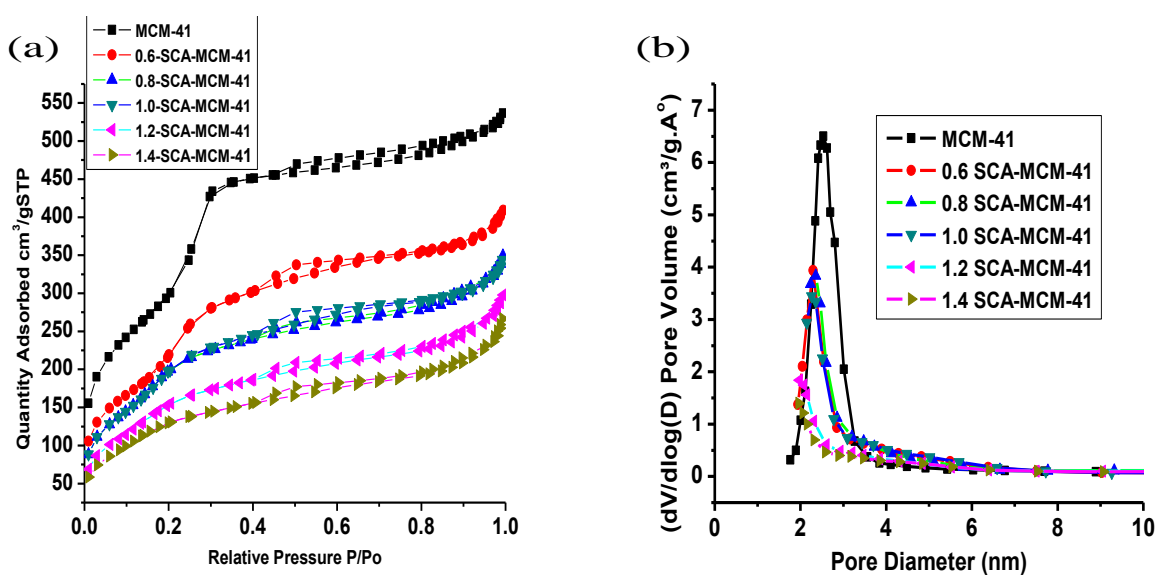 (a)
MCM-41
0.6-SCA-MCM-41
0.8-SCA-MCM-41
1.0-SCA-MCM-41
1.2-SCA-MCM-41
1.4-SCA-MCM-41
Quantity Adsorbed cm³/gSTP
550
500
450
400
350
300
250
200
150
100
50
0.0 0.2 0.4 0.6 0.8 1.0
Relative Pressure P/Po
(b)
MCM-41
0.6 SCA-MCM-41
0.8 SCA-MCM-41
1.0 SCA-MCM-41
1.2 SCA-MCM-41
1.4 SCA-MCM-41
(dV/dlog(D) Pore Volume (cm³/g.A°)
7
6
5
4
3
2
1
0
0 2 4 6 8 10
Pore Diameter (nm)